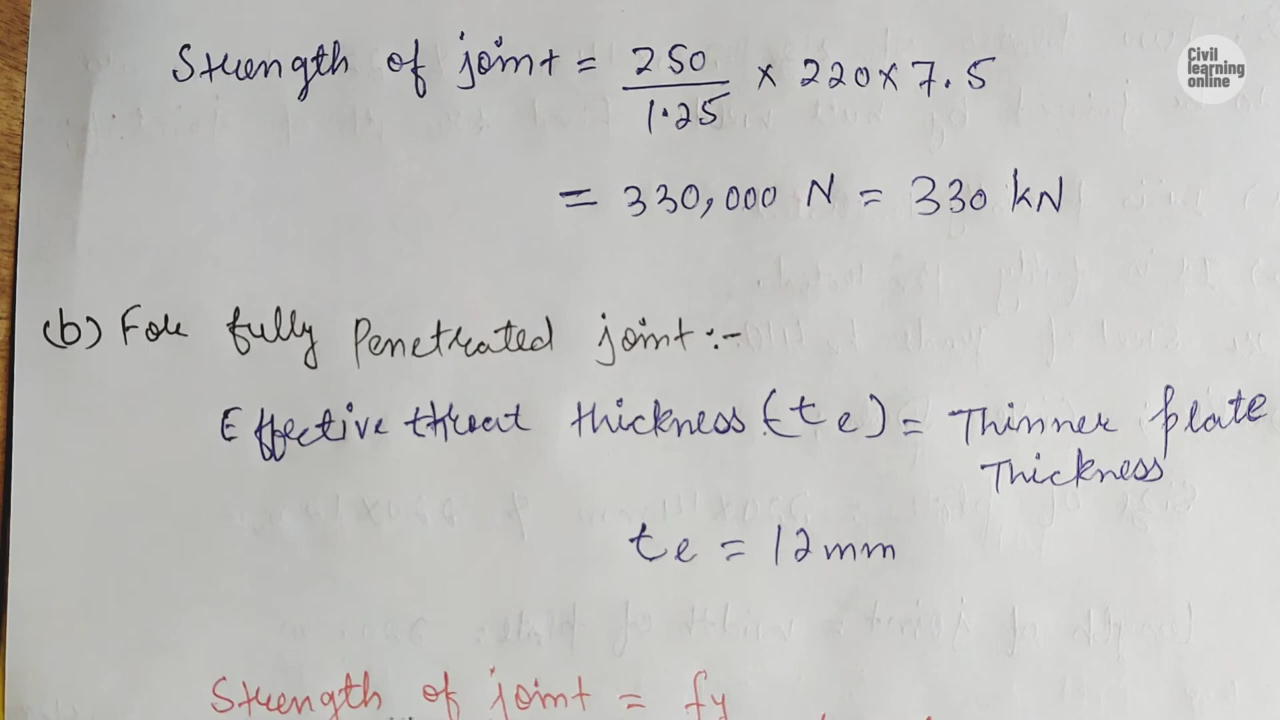 Civil
learning
online
Strength of joint = 250/1.25 × 220 × 7.5
= 330,000 N = 330 kN
(b) For fully Penetrated joint :-
Effective throat thickness (te) = Thinner plate
Thickness
te = 12 mm
Strength of joint = fy